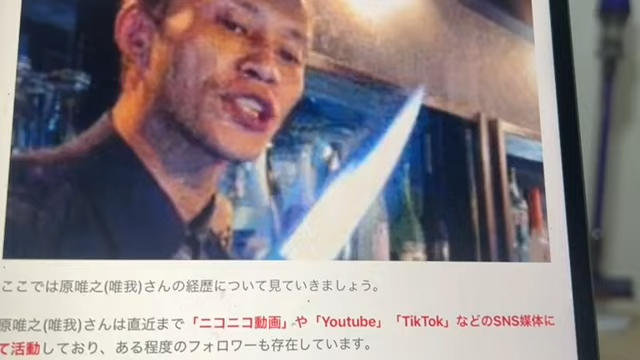 ここでは原唯之(唯我)さんの経歴について見ていきましょう。
原唯之(唯我)さんは直近まで「ニコニコ動画」や「Youtube」「TikTok」などのSNS媒体に
て活動しており、ある程度のフォロワーも存在しています。